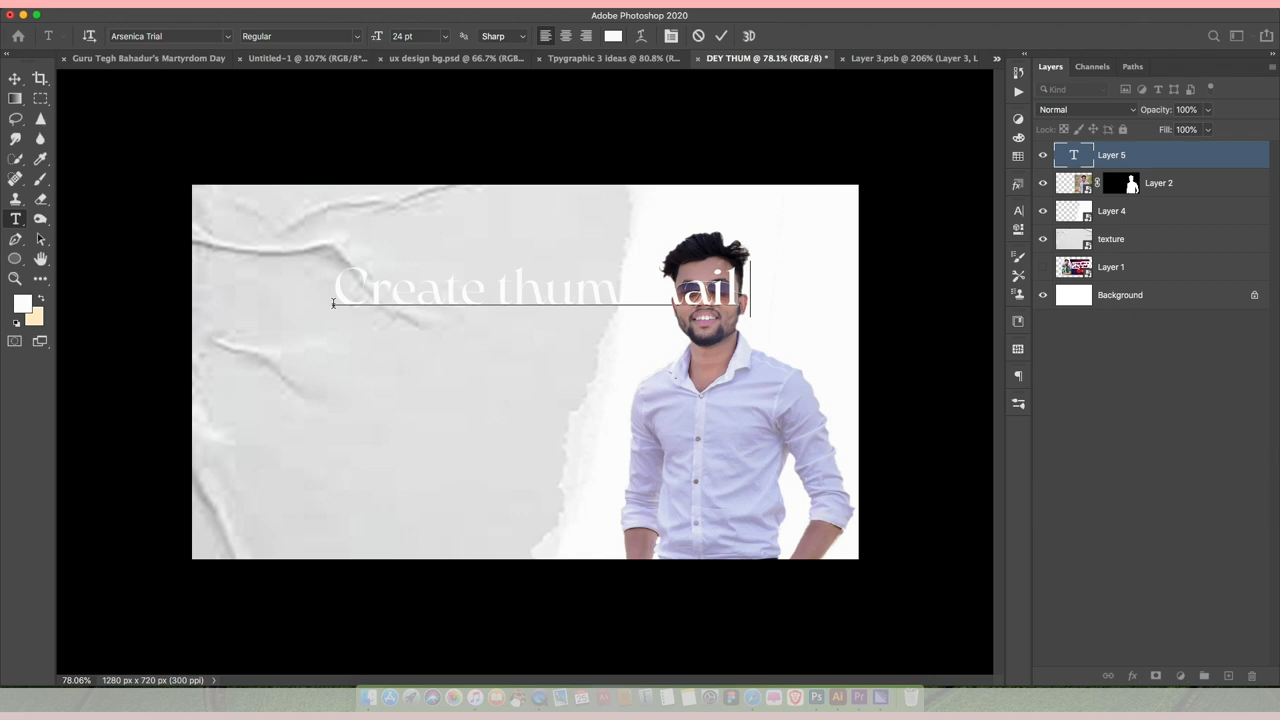 Adobe Photoshop 2020
Arsenica Trial Regular 24 pt Sharp 3D
Guru Tegh Bahadur's Martyrdom Day Untitled-1 @ 107% (RGB/8*... ux design bg.psd @ 66.7% (RGB... Tpygraphic 3 ideas @ 80.8% (R... DEY THUM @ 78.1% (RGB/8) * Layer 3.psb @ 206% (Layer 3, L
Layers Channels Paths
Kind
Normal Opacity: 100%
Lock: Fill: 100%
Layer 5
Layer 2
Layer 4
texture
Layer 1
Background
Create thumbnail
78.06% 1280 px x 720 px (300 ppi)